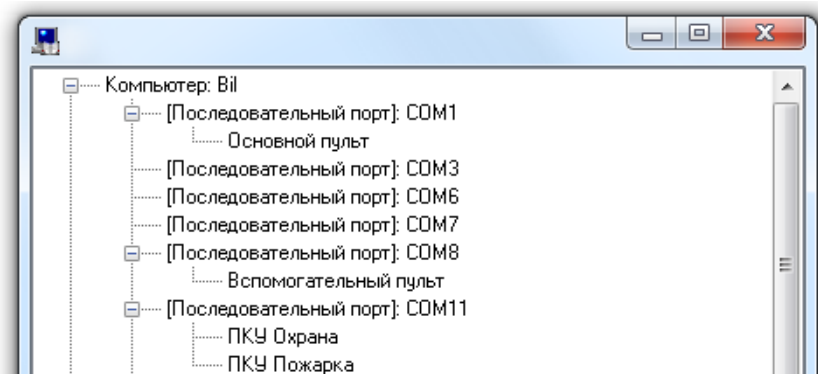 Компьютер: Bil
[Последовательный порт]: COM1
Основной пульт
[Последовательный порт]: COM3
[Последовательный порт]: COM6
[Последовательный порт]: COM7
[Последовательный порт]: COM8
Вспомогательный пульт
[Последовательный порт]: COM11
ПКУ Охрана
ПКУ Пожарка